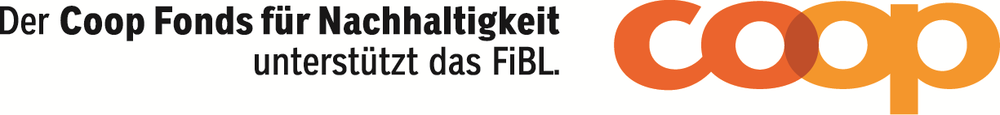 Der Coop Fonds für Nachhaltigkeit
unterstützt das FiBL.
coop